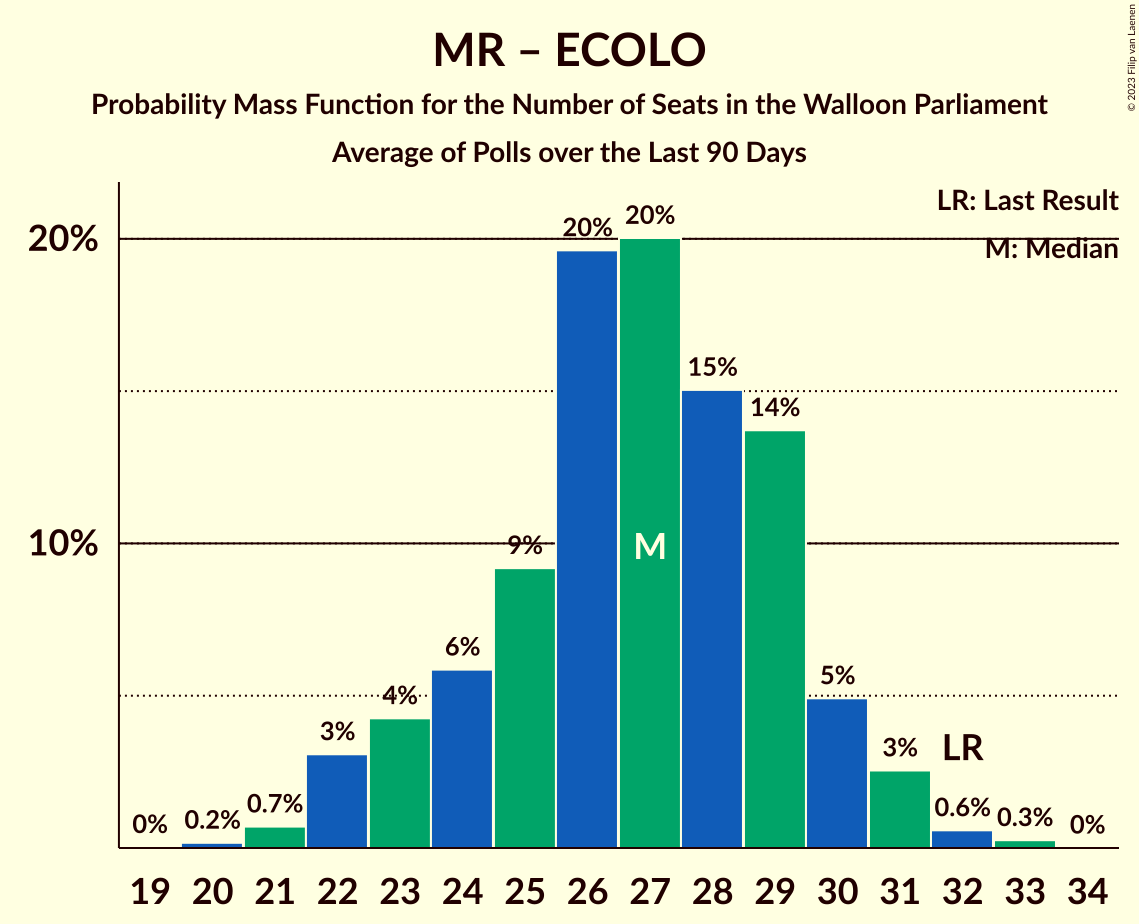 MR – ECOLO
Probability Mass Function for the Number of Seats in the Walloon Parliament
Average of Polls over the Last 90 Days
© 2023 Filip van Laenen
LR: Last Result
M: Median
20%
10%
0%
0.2%
0.7%
3%
4%
6%
9%
20%
20%
15%
14%
5%
3%
0.6%
0.3%
0%
M
LR
19 20 21 22 23 24 25 26 27 28 29 30 31 32 33 34